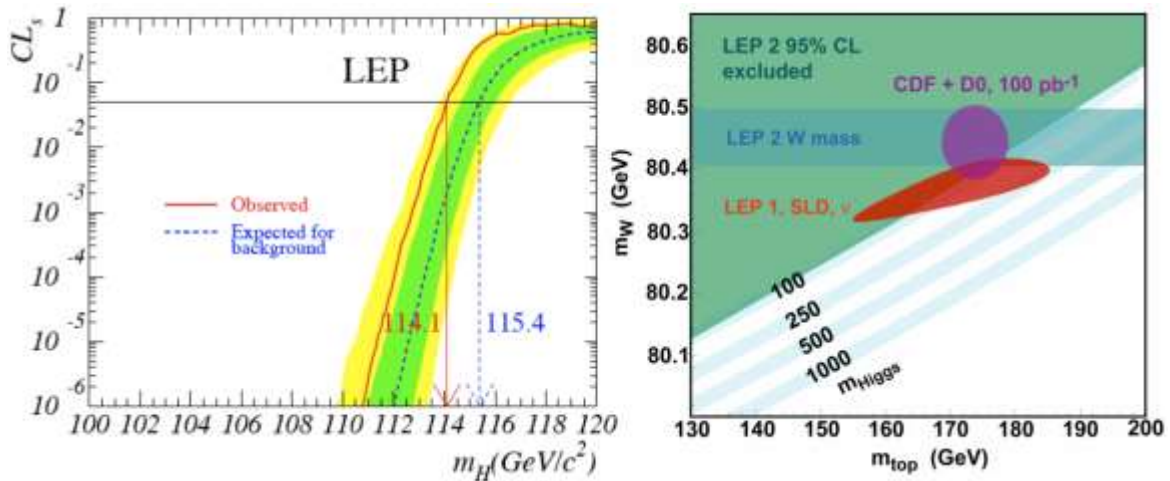 CLs
1
10 -1
10 -2
10 -3
10 -4
10 -5
10 -6
LEP
Observed
Expected for
background
114.1
115.4
100 102 104 106 108 110 112 114 116 118 120
mH(GeV/c2)
mW (GeV)
80.6
80.5
80.4
80.3
80.2
80.1
LEP 2 95% CL
excluded
CDF + D0, 100 pb-1
LEP 2 W mass
LEP 1, SLD, ν
100
250
500
1000
mHiggs
130 140 150 160 170 180 190 200
mtop (GeV)